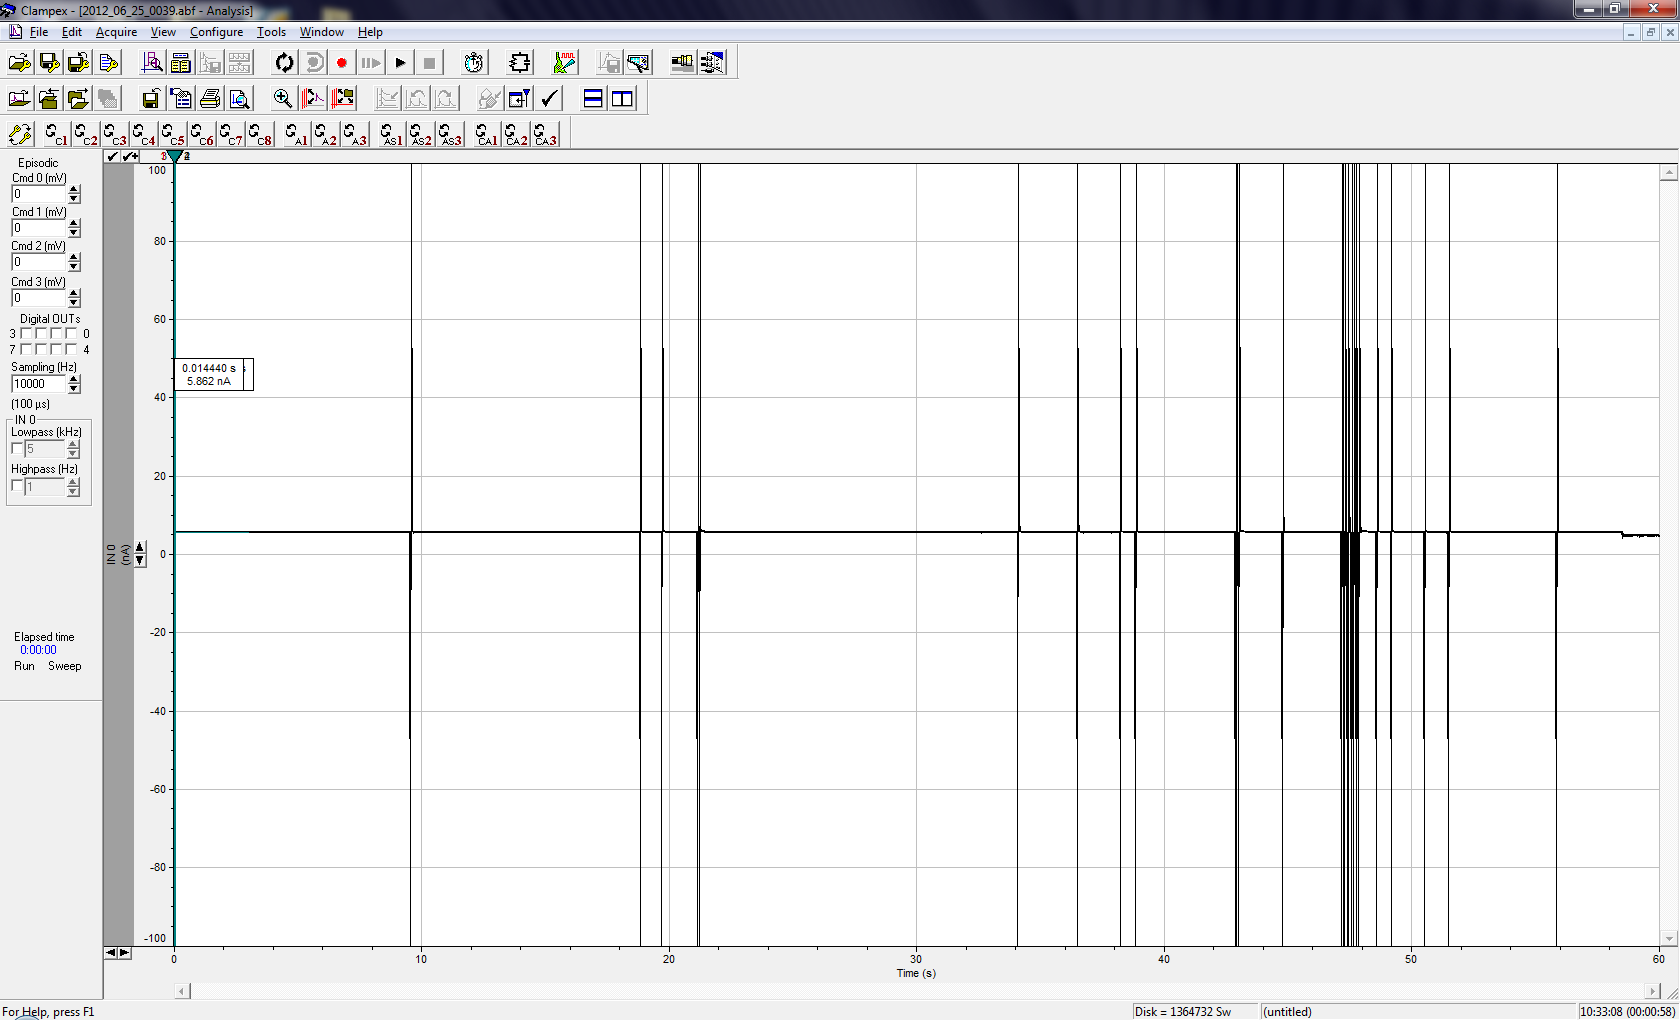 Clampex - [2012_06_25_0039.abf - Analysis]
File Edit Acquire View Configure Tools Window Help
C1 C2 C3 C4 C5 C6 C7 C8 A1 A2 A3 AS1 AS2 AS3 CA1 CA2 CA3
Episodic
Cmd 0 (mV)
0
Cmd 1 (mV)
0
Cmd 2 (mV)
0
Cmd 3 (mV)
0
Digital OUTs
3 0
7 4
Sampling (Hz)
10000
(100 µs)
IN 0
Lowpass (kHz)
5
Highpass (Hz)
1
Elapsed time
0:00:00
Run Sweep
IN 0
(nA)
100
80
60
40
20
0
-20
-40
-60
-80
-100
0.014440 s
5.862 nA
0 10 20 30 40 50 60
Time (s)
For Help, press F1
Disk = 1364732 Sw
(untitled)
10:33:08 (00:00:58)